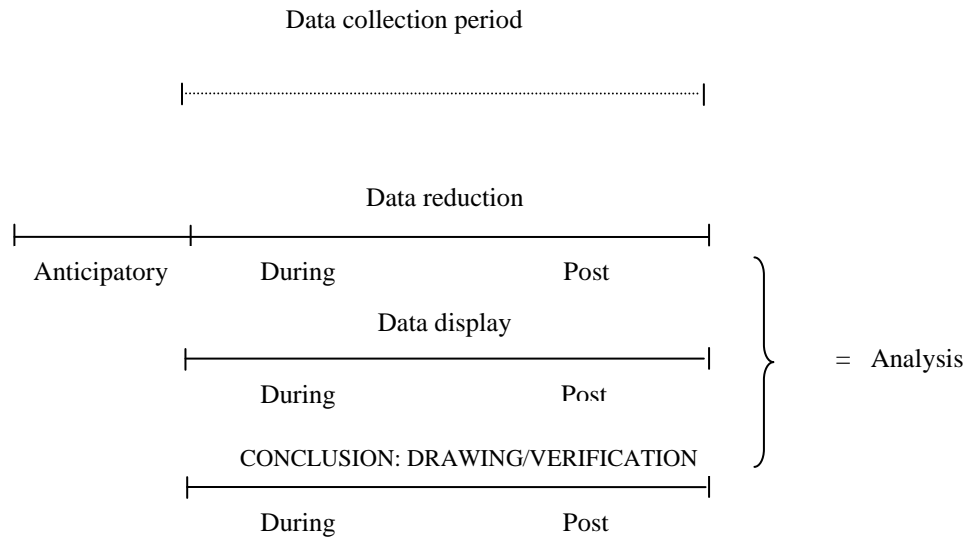 Data collection period
Data reduction
Anticipatory During Post
Data display
= Analysis
During Post
CONCLUSION: DRAWING/VERIFICATION
During Post